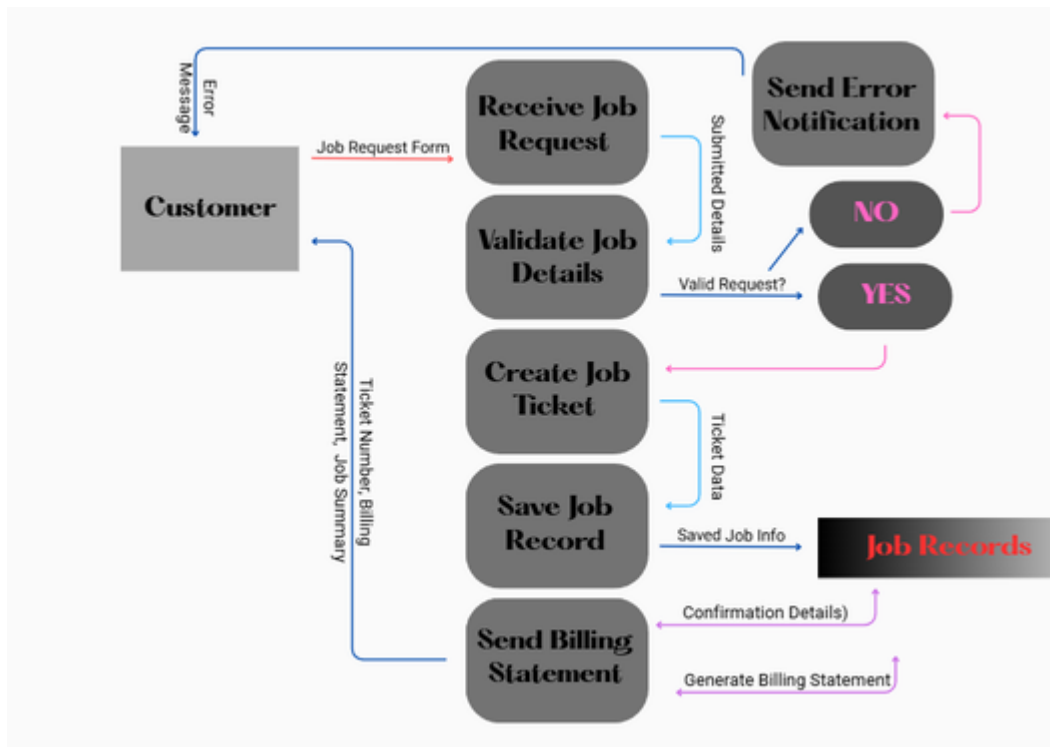 Error
Message
Customer
Job Request Form
Receive Job
Request
Submitted Details
Send Error
Notification
Validate Job
Details
Valid Request?
NO
YES
Create Job
Ticket
Ticket Data
Ticket Number, Billing
Statement, Job Summary
Save Job
Record
Saved Job Info
Job Records
Send Billing
Statement
Confirmation Details)
Generate Billing Statement